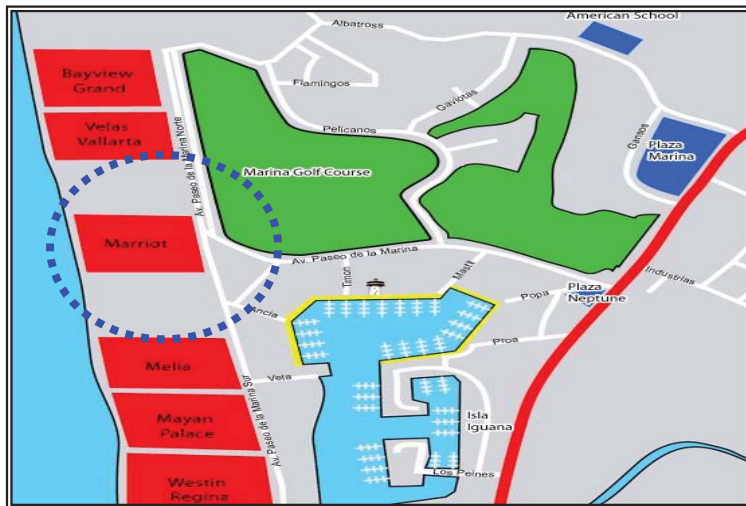 American School
Albatross
Bayview
Grand
Flamingos
Gaviotas
Velas
Vallarta
Pelicanos
Gansos
Plaza
Marina
Av. Paseo de la Marina Norte
Marina Golf Course
Marriot
Av. Paseo de la Marina
Timon
Mastil
Industrias
Plaza
Neptune
Popa
Ancla
Proa
Melia
Vela
Av. Paseo de la Marina Sur
Mayan
Palace
Isla
Iguana
Los Peines
Westin
Regina